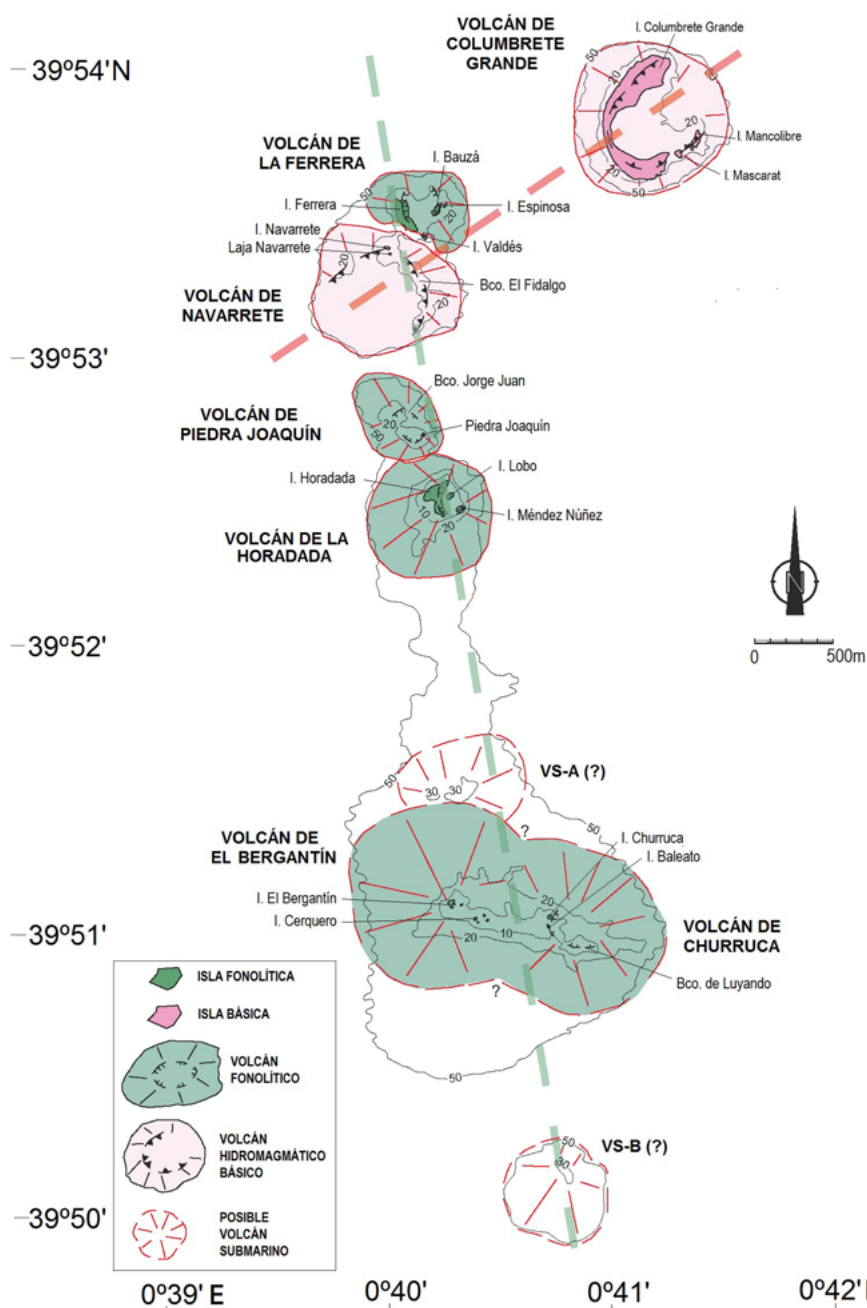 VOLCÁN DE
COLUMBRETE
GRANDE
I. Columbrete Grande
50
20
39º54'N
20
I. Mancolibre
I. Mascarat
20
50
VOLCÁN DE
LA FERRERA
I. Bauzá
50
I. Ferrera
I. Espinosa
20
I. Navarrete
Laja Navarrete
I. Valdés
20
Bco. El Fidalgo
VOLCÁN DE
NAVARRETE
20
39º53'
Bco. Jorge Juan
VOLCÁN DE
PIEDRA JOAQUÍN
20
Piedra Joaquín
50
I. Horadada
I. Lobo
10
I. Méndez Núñez
20
VOLCÁN DE LA
HORADADA
N
39º52'
0
500m
VS-A (?)
50
30
30
50
VOLCÁN DE
EL BERGANTÍN
?
I. Churruca
I. Baleato
20
I. El Bergantín
I. Cerquero
20
10
39º51'
VOLCÁN DE
CHURRUCA
Bco. de Luyando
?
50
ISLA FONOLÍTICA
ISLA BÁSICA
VOLCÁN
FONOLÍTICO
VOLCÁN
HIDROMAGMÁTICO
BÁSICO
POSIBLE
VOLCÁN
SUBMARINO
VS-B (?)
50
30
39º50'
0º39' E
0º40'
0º41'
0º42'